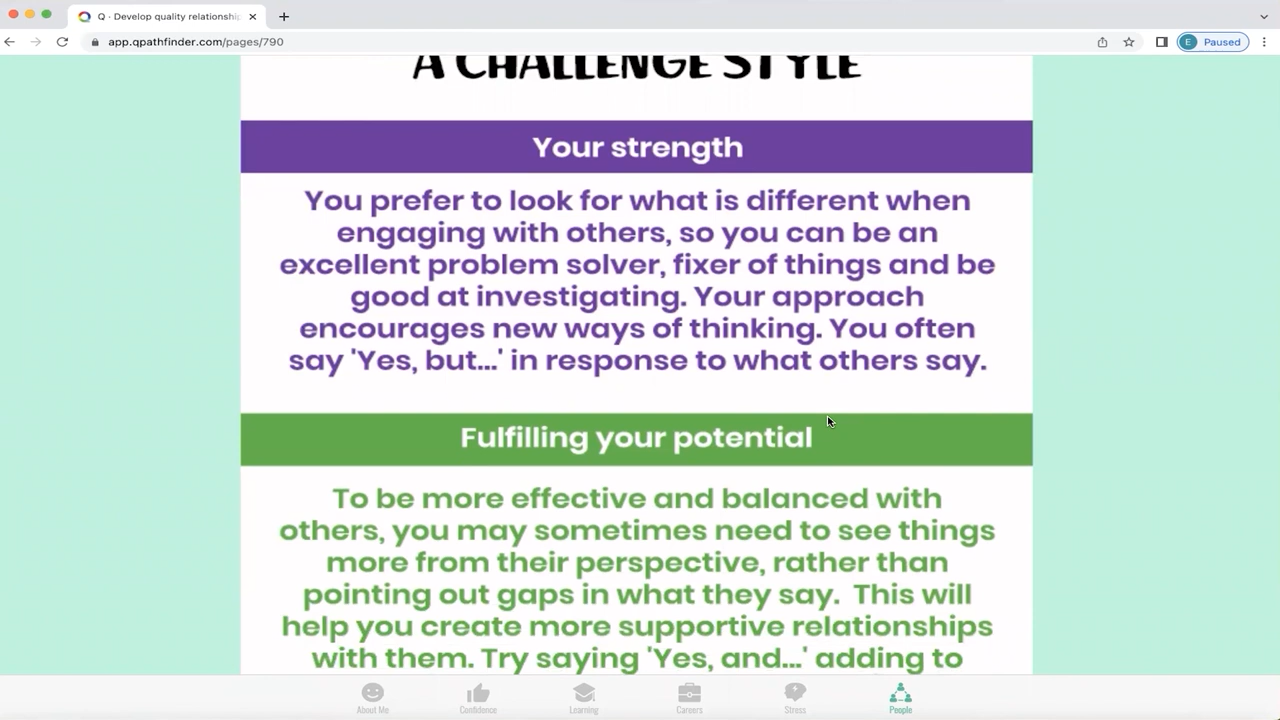 Q - Develop quality relationship
app.qpathfinder.com/pages/790
E Paused
A CHALLENGE STYLE
Your strength
You prefer to look for what is different when
engaging with others, so you can be an
excellent problem solver, fixer of things and be
good at investigating. Your approach
encourages new ways of thinking. You often
say 'Yes, but...' in response to what others say.
Fulfilling your potential
To be more effective and balanced with
others, you may sometimes need to see things
more from their perspective, rather than
pointing out gaps in what they say.  This will
help you create more supportive relationships
with them. Try saying 'Yes, and...' adding to
About Me
Confidence
Learning
Careers
Stress
People